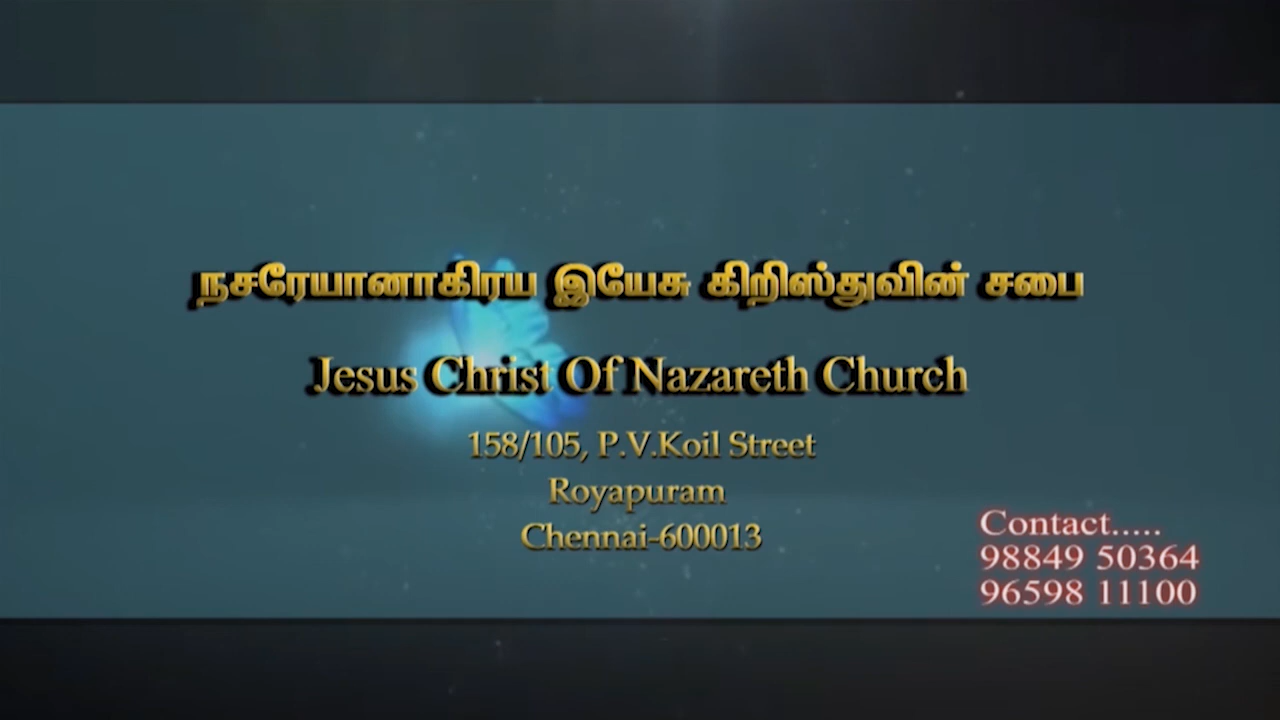 நசரேயானாகிரய இயேசு கிறிஸ்துவின் சபை
Jesus Christ Of Nazareth Church
158/105, P.V.Koil Street
Royapuram
Chennai-600013
Contact.....
98849 50364
96598 11100